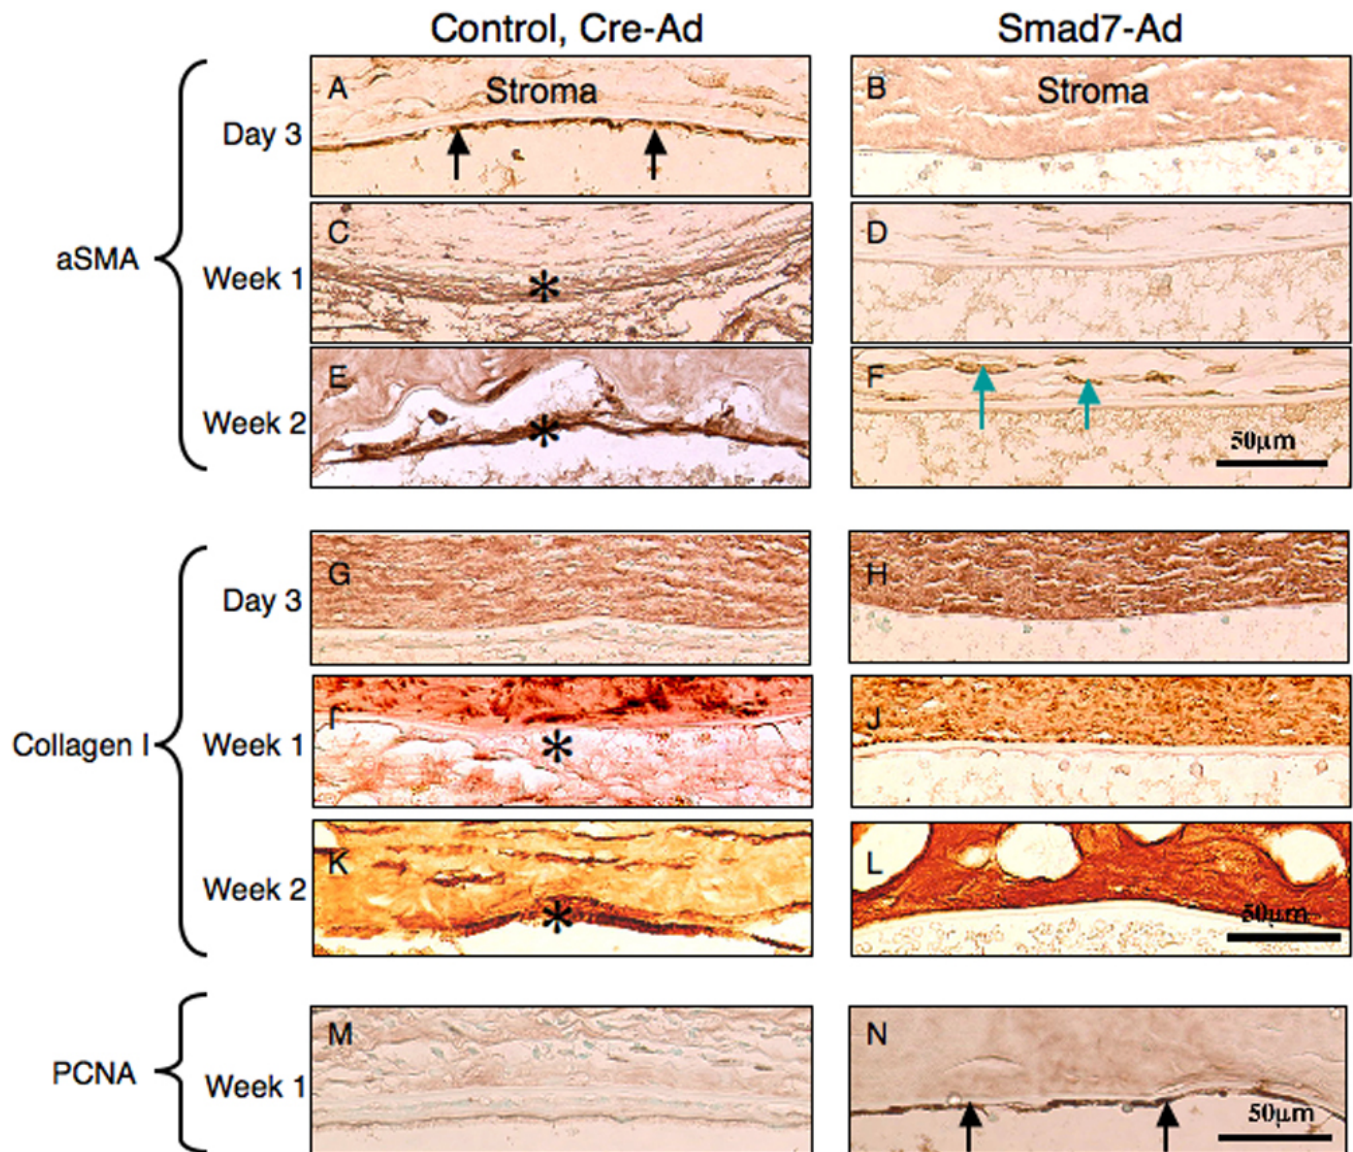 Control, Cre-Ad Smad7-Ad
A Stroma B Stroma
Day 3
C D
aSMA Week 1
*
E F
Week 2 *
50μm
G H
Day 3
I J
Collagen I Week 1 *
K L
Week 2 *
50μm
M N
PCNA Week 1
50μm